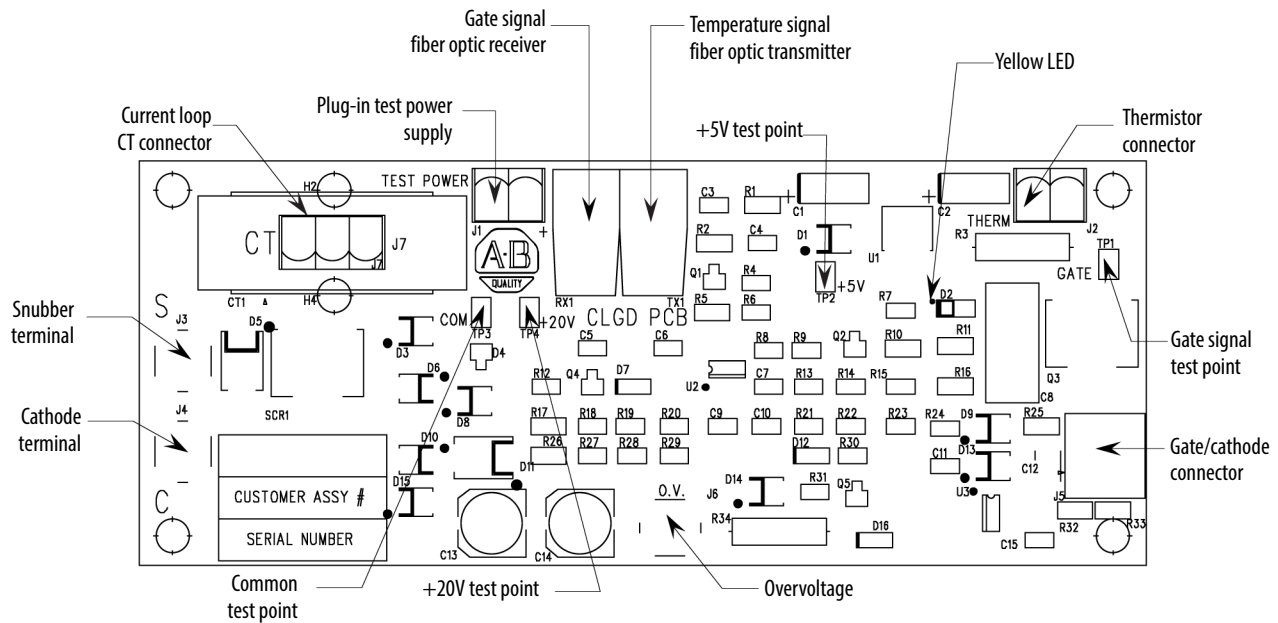 Gate signal
fiber optic receiver
Temperature signal
fiber optic transmitter
Yellow LED
Current loop
CT connector
Plug-in test power
supply
+5V test point
Thermistor
connector
H2
TEST POWER
C3
R1
+
C1
+
C2
THERM
CT
J7
J7
J1
+
R2
C4
D1
U1
R3
J2
TP1
A-B
QUALITY
Q1
R4
GATE
S
CT1
H4
RX1
TX1
R5
R6
TP2
+5V
R7
D2
Snubber
terminal
J3
D5
D3
COM
TP3
TP4
+20V
CLGD PCB
D4
C5
C6
R8
R9
Q2
R10
R11
Gate signal
test point
D6
R12
Q4
D7
U2
C7
R13
R14
R15
R16
Q3
C8
Cathode
terminal
J4
SCR1
D8
R17
R18
R19
R20
C9
C10
R21
R22
R23
R24
D9
R25
D10
D11
R26
R27
R28
R29
D12
R30
C11
D13
C12
Gate/cathode
connector
C
CUSTOMER ASSY #
D15
O.V.
J6
D14
R31
Q5
U3
J5
SERIAL NUMBER
C13
C14
R34
D16
C15
R32
R33
Common
test point
+20V test point
Overvoltage